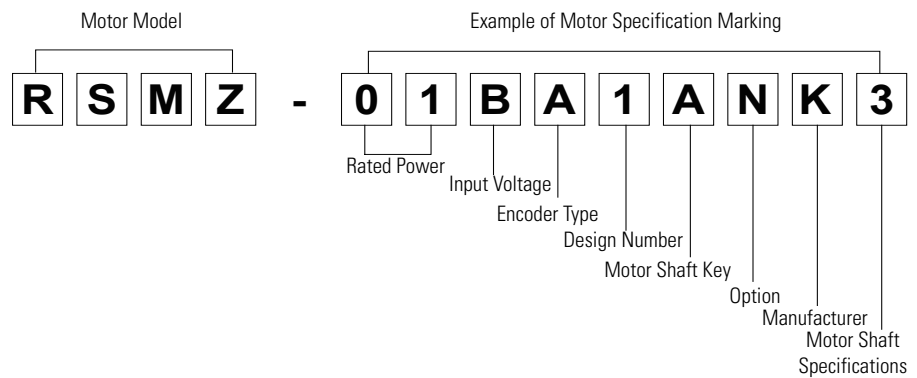 Motor Model
Example of Motor Specification Marking
R S M Z - 0 1 B A 1 A N K 3
Rated Power
Input Voltage
Encoder Type
Design Number
Motor Shaft Key
Option
Manufacturer
Motor Shaft
Specifications